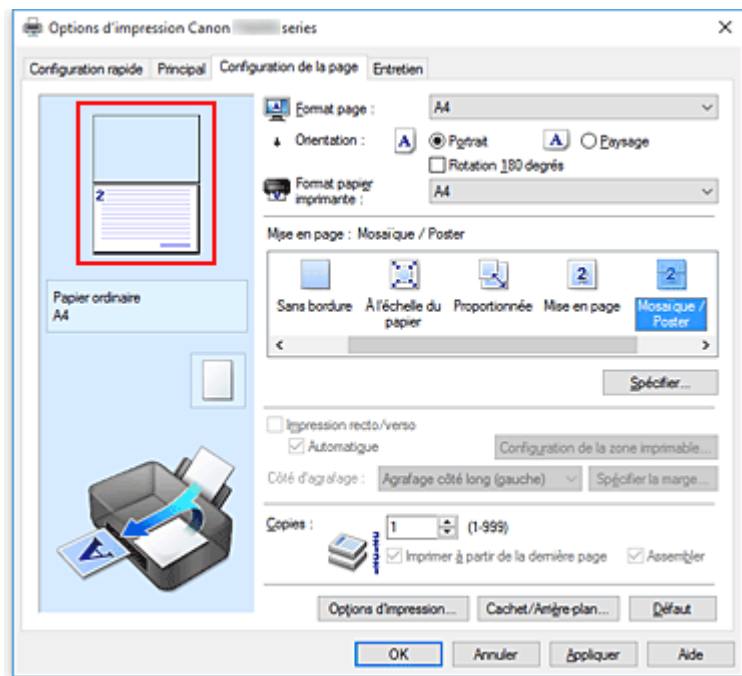 Options d'impression Canon series
Configuration rapide Principal Configuration de la page Entretien
Format page : A4
Orientation : A Portrait A Paysage
Rotation 180 degrés
Format papier
imprimante : A4
Mise en page : Mosaïque / Poster
2
2 2
Sans bordure À l'échelle du Proportionnée Mise en page Mosaïque /
papier Poster
Papier ordinaire
A4
Spécifier...
Impression recto/verso
Automatique Configuration de la zone imprimable...
Côté d'agrafage : Agrafage côté long (gauche) Spécifier la marge...
Copies : 1 (1-999)
Imprimer à partir de la dernière page Assembler
A
Options d'impression... Cachet/Arrière-plan... Défaut
OK Annuler Appliquer Aide